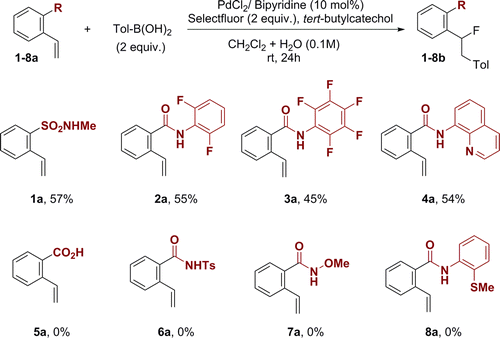 R
1-8a
+
Tol-B(OH)₂
(2 equiv.)
PdCl₂/ Bipyridine (10 mol%)
Selectfluor (2 equiv.), tert-butylcatechol
CH₂Cl₂ + H₂O (0.1M)
rt, 24h
R
F
Tol
1-8b
SO₂NHMe
1a, 57%
O
N
H
F
F
2a, 55%
O
N
H
F
F
F
F
F
3a, 45%
O
N
H
N
4a, 54%
CO₂H
5a, 0%
O
NHTs
6a, 0%
O
N
H
OMe
7a, 0%
O
N
H
SMe
8a, 0%